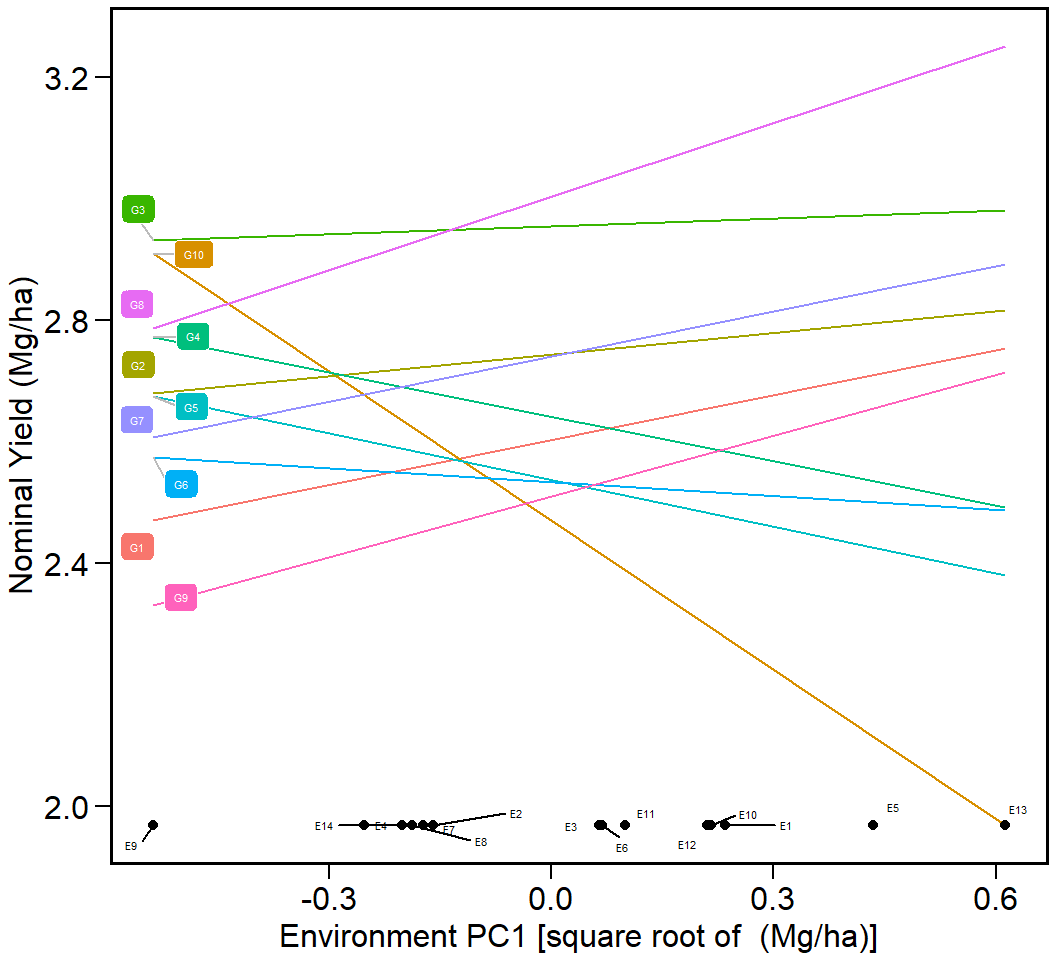 3.2
2.8
2.4
2.0
Nominal Yield (Mg/ha)
G3
G10
G8
G4
G2
G5
G7
G6
G1
G9
E9
E14
E4
E7
E2
E8
E3
E6
E11
E12
E10
E1
E5
E13
-0.3
0.0
0.3
0.6
Environment PC1 [square root of  (Mg/ha)]